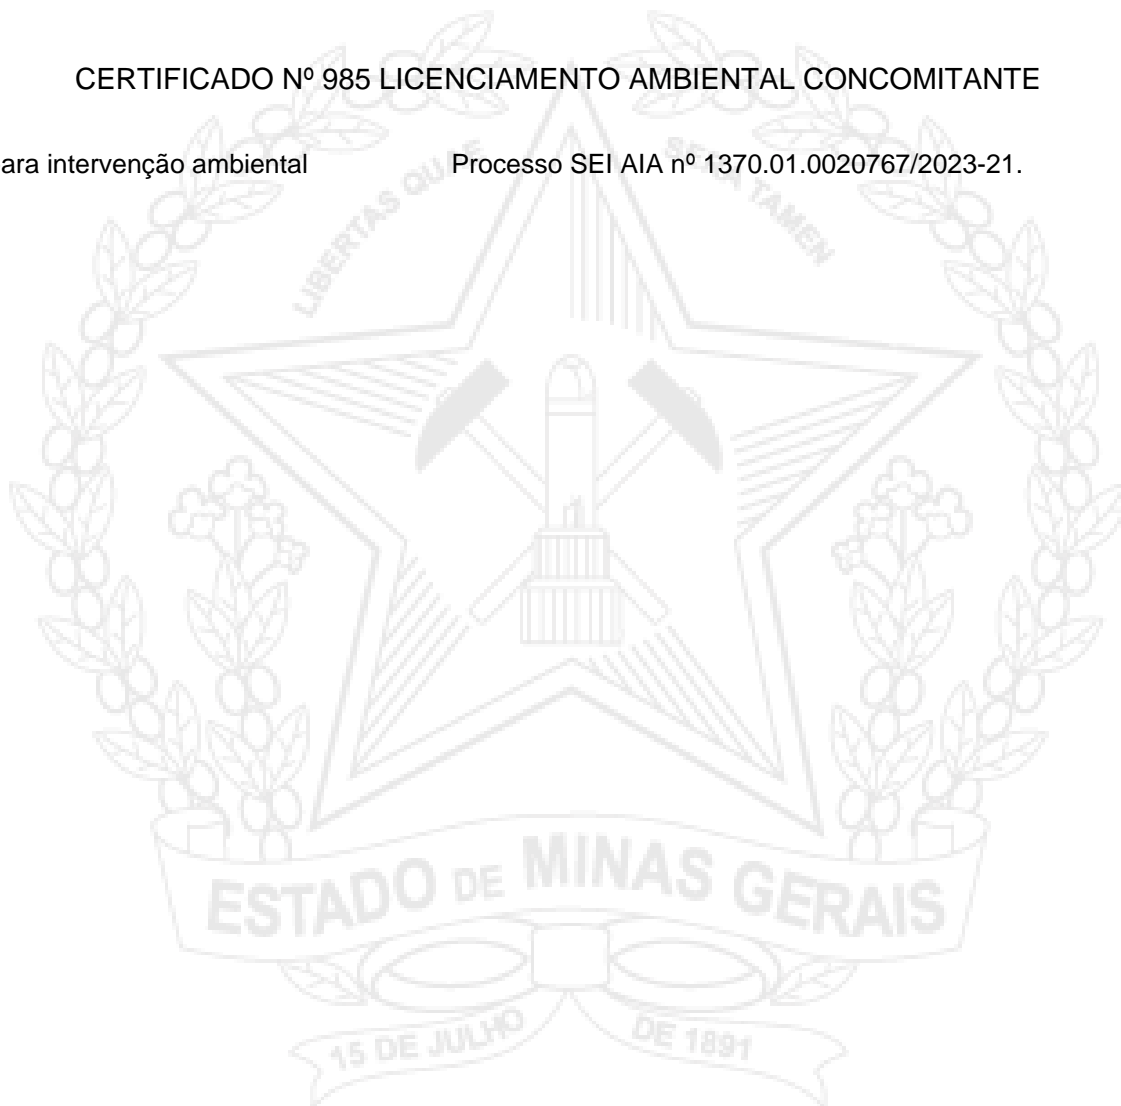 CERTIFICADO Nº 985 LICENCIAMENTO AMBIENTAL CONCOMITANTE
ara intervenção ambiental Processo SEI AIA nº 1370.01.0020767/2023-21.
LIBERTAS QUÆ SERA TAMEN
ESTADO DE MINAS GERAIS
15 DE JULHO DE 1891